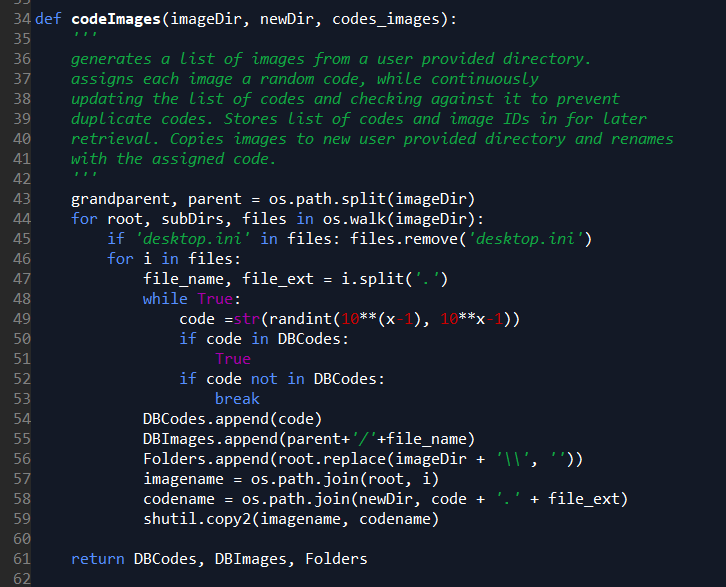 34 def codeImages(imageDir, newDir, codes_images):
35     '''
36     generates a list of images from a user provided directory.
37     assigns each image a random code, while continuously
38     updating the list of codes and checking against it to prevent
39     duplicate codes. Stores list of codes and image IDs in for later
40     retrieval. Copies images to new user provided directory and renames
41     with the assigned code.
42     '''
43     grandparent, parent = os.path.split(imageDir)
44     for root, subDirs, files in os.walk(imageDir):
45         if 'desktop.ini' in files: files.remove('desktop.ini')
46         for i in files:
47             file_name, file_ext = i.split('.')
48             while True:
49                 code =str(randint(10**(x-1), 10**x-1))
50                 if code in DBCodes:
51                     True
52                 if code not in DBCodes:
53                     break
54             DBCodes.append(code)
55             DBImages.append(parent+'/'+file_name)
56             Folders.append(root.replace(imageDir + '\\', ''))
57             imagename = os.path.join(root, i)
58             codename = os.path.join(newDir, code + '.' + file_ext)
59             shutil.copy2(imagename, codename)
60
61     return DBCodes, DBImages, Folders
62